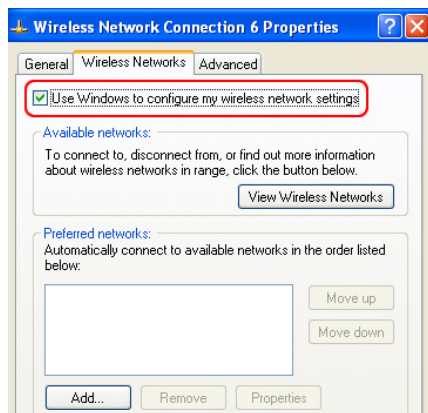 Wireless Network Connection 6 Properties
General Wireless Networks Advanced
Use Windows to configure my wireless network settings
Available networks:
To connect to, disconnect from, or find out more information
about wireless networks in range, click the button below.
View Wireless Networks
Preferred networks:
Automatically connect to available networks in the order listed
below:
Move up
Move down
Add... Remove Properties